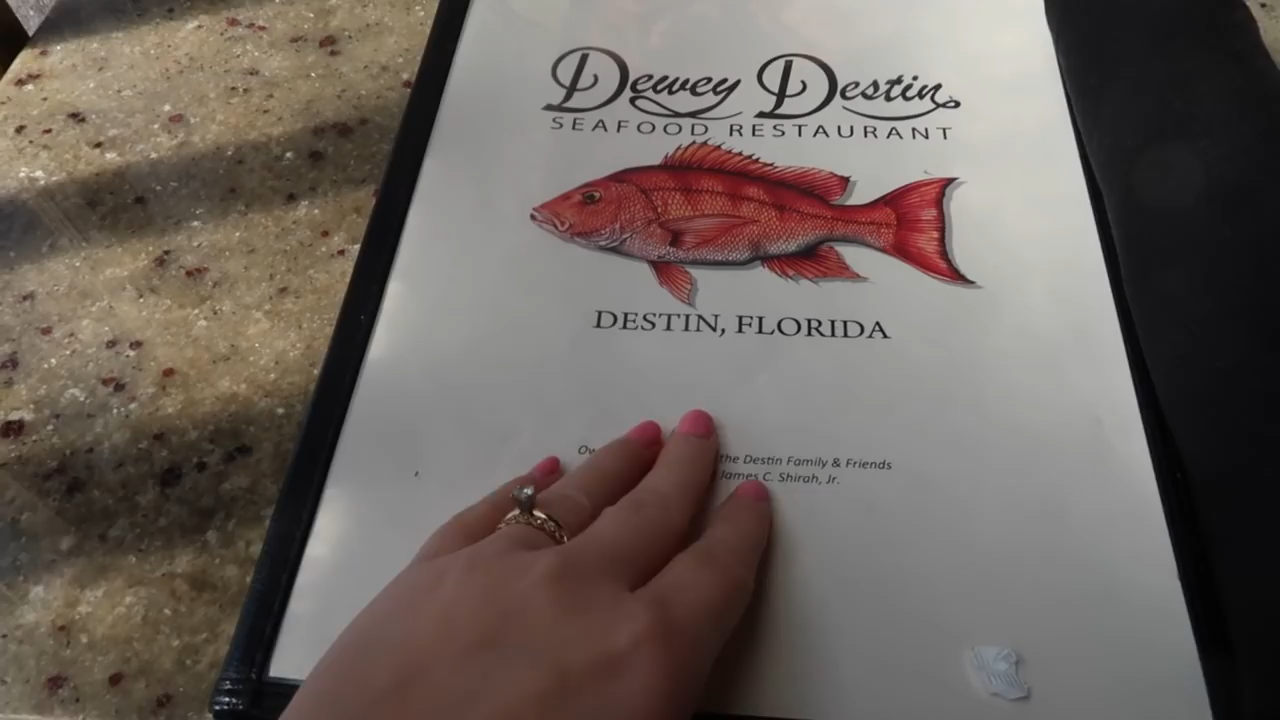 Dewey Destin
SEAFOOD RESTAURANT
DESTIN, FLORIDA
the Destin Family & Friends
James C. Shirah, Jr.